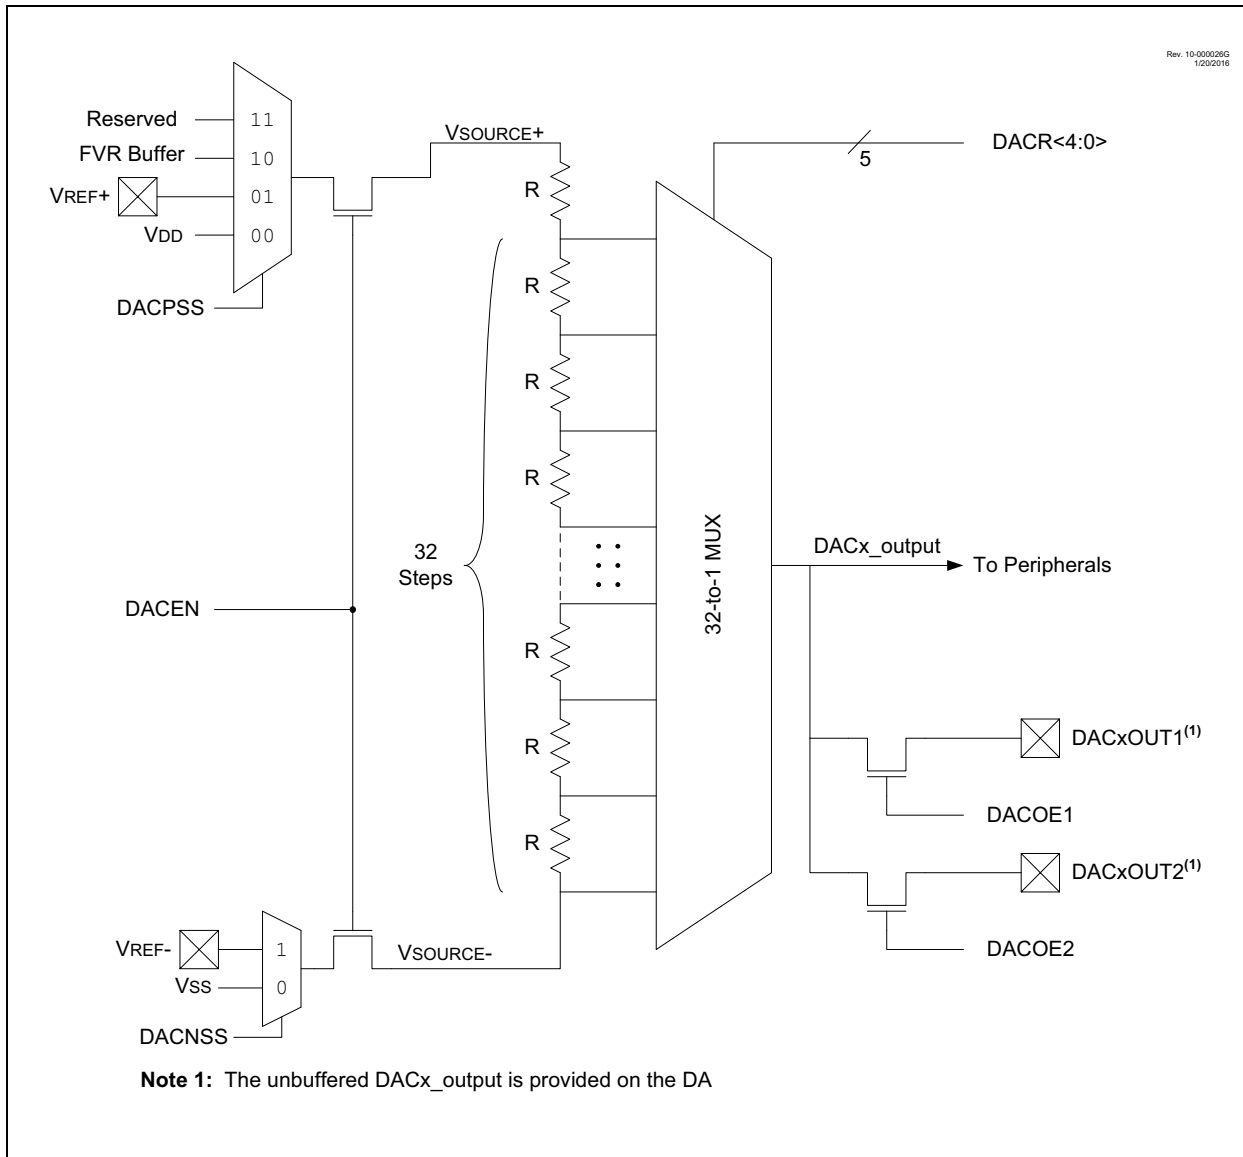 Rev. 10-000026G
1/20/2016
Reserved
11
FVR Buffer
10
VREF+
01
VDD
00
DACPSS
VSOURCE+
R
R
R
R
32
Steps
R
R
R
DACEN
DACR<4:0>
5
32-to-1 MUX
DACx_output
To Peripherals
DACxOUT1(1)
DACOE1
DACxOUT2(1)
DACOE2
VREF-
1
VSS
0
DACNSS
VSOURCE-
Note 1: The unbuffered DACx_output is provided on the DA